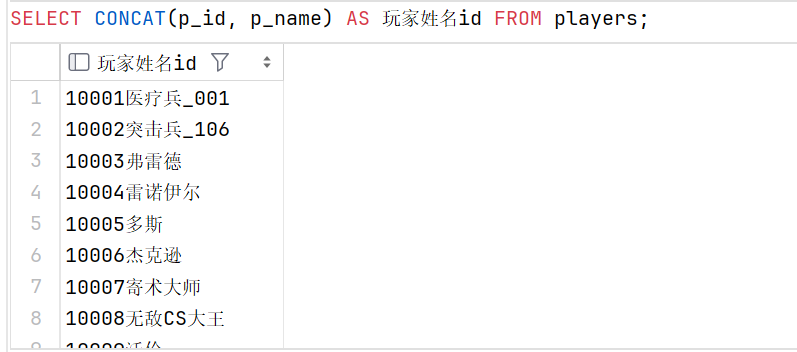 SELECT CONCAT(p_id, p_name) AS 玩家姓名id FROM players;
玩家姓名id
1 10001医疗兵_001
2 10002突击兵_106
3 10003弗雷德
4 10004雷诺伊尔
5 10005多斯
6 10006杰克逊
7 10007寄术大师
8 10008无敌CS大王